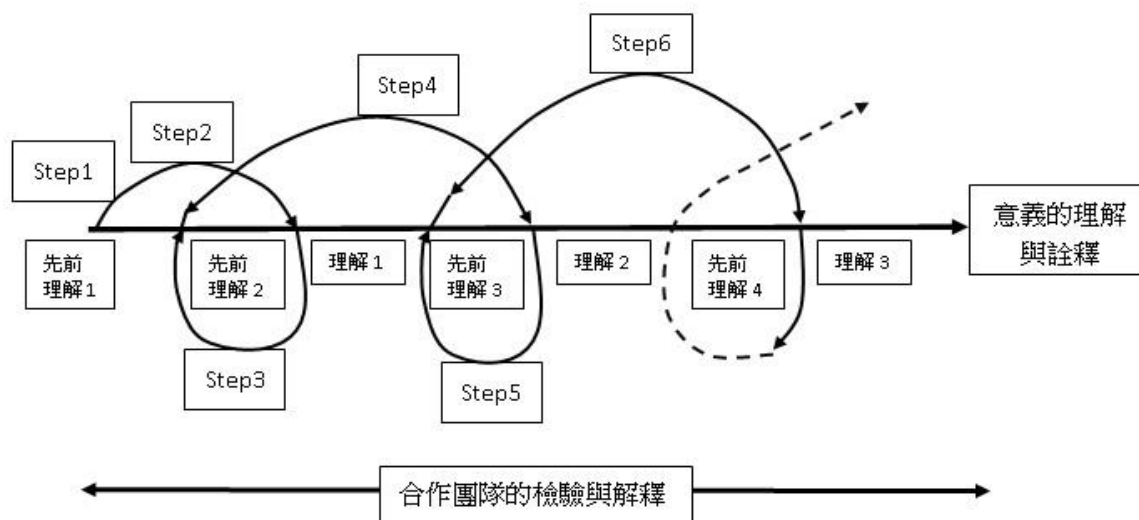 Step6
Step4
Step2
Step1
意義的理解
與詮釋
先前
理解1
先前
理解2
理解1
先前
理解3
理解2
先前
理解4
理解3
Step3
Step5
合作團隊的檢驗與解釋